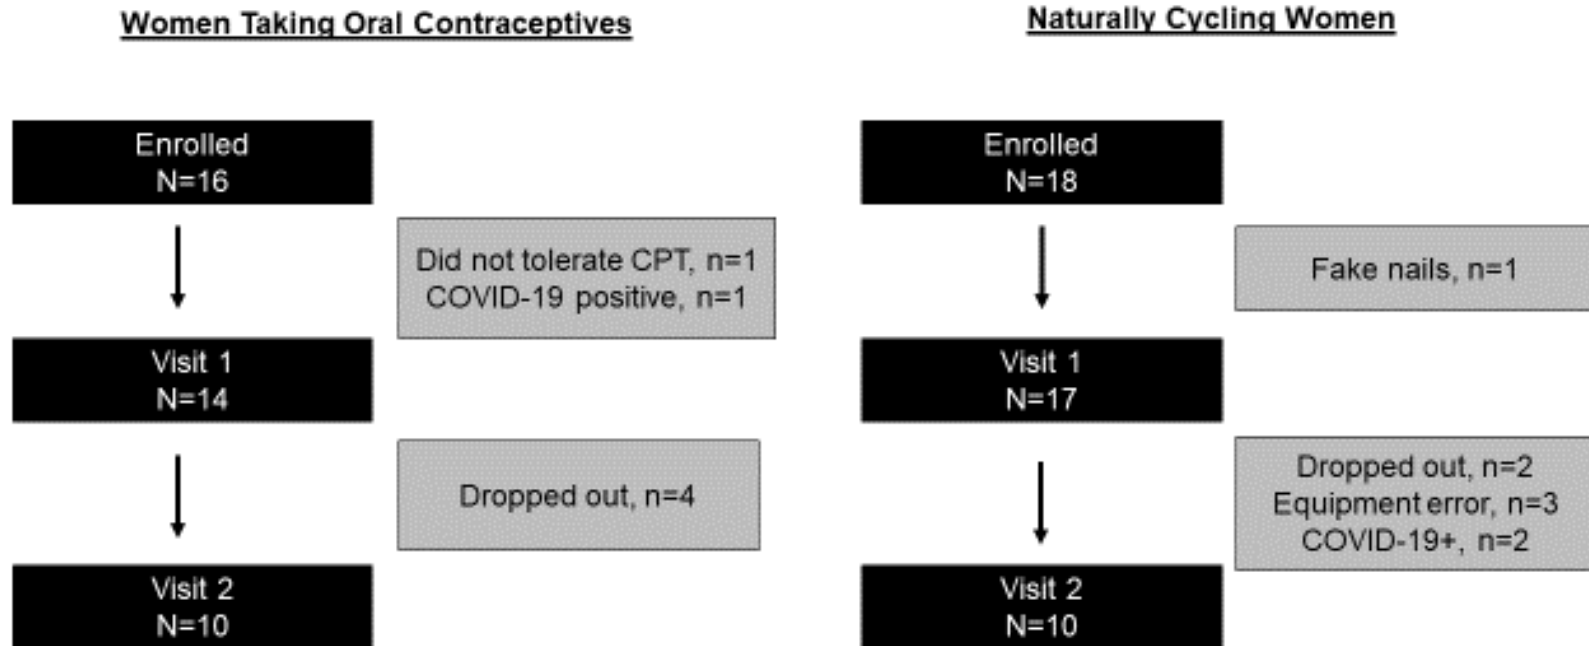 Women Taking Oral Contraceptives
Enrolled
N=16
Did not tolerate CPT, n=1
COVID-19 positive, n=1
Visit 1
N=14
Dropped out, n=4
Visit 2
N=10
Naturally Cycling Women
Enrolled
N=18
Fake nails, n=1
Visit 1
N=17
Dropped out, n=2
Equipment error, n=3
COVID-19+, n=2
Visit 2
N=10